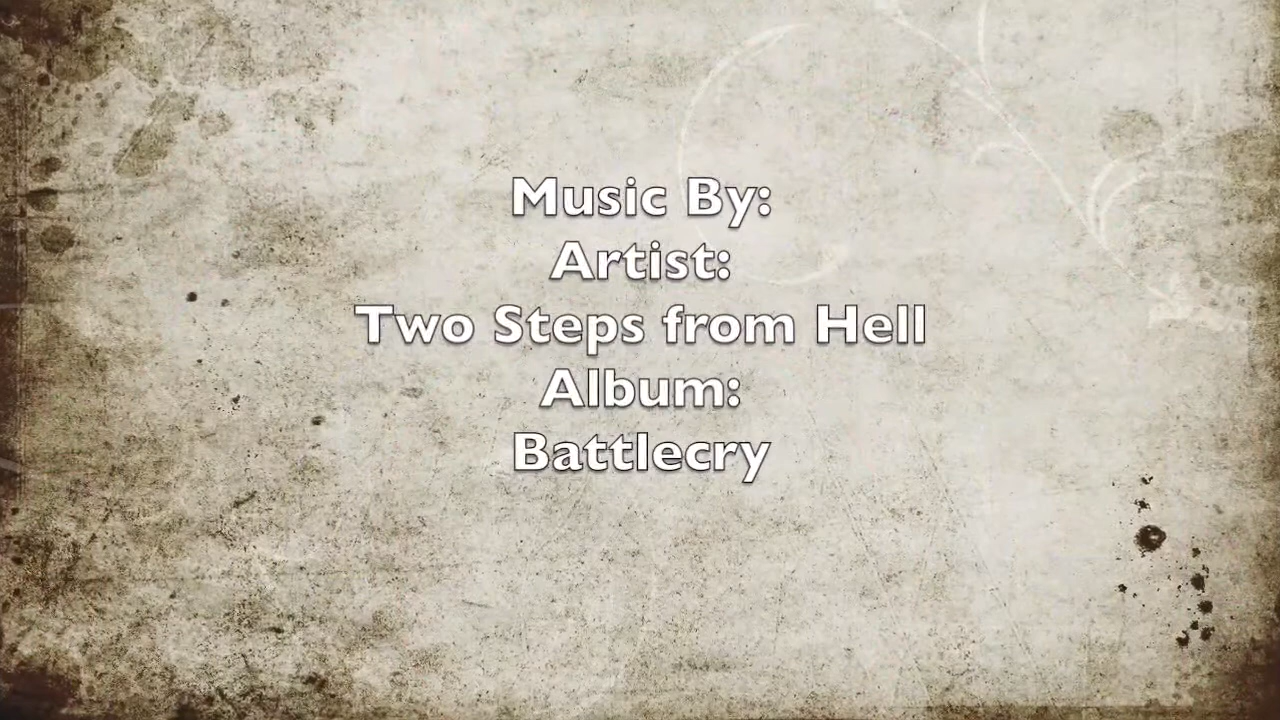 Music By:
Artist:
Two Steps from Hell
Album:
Battlecry